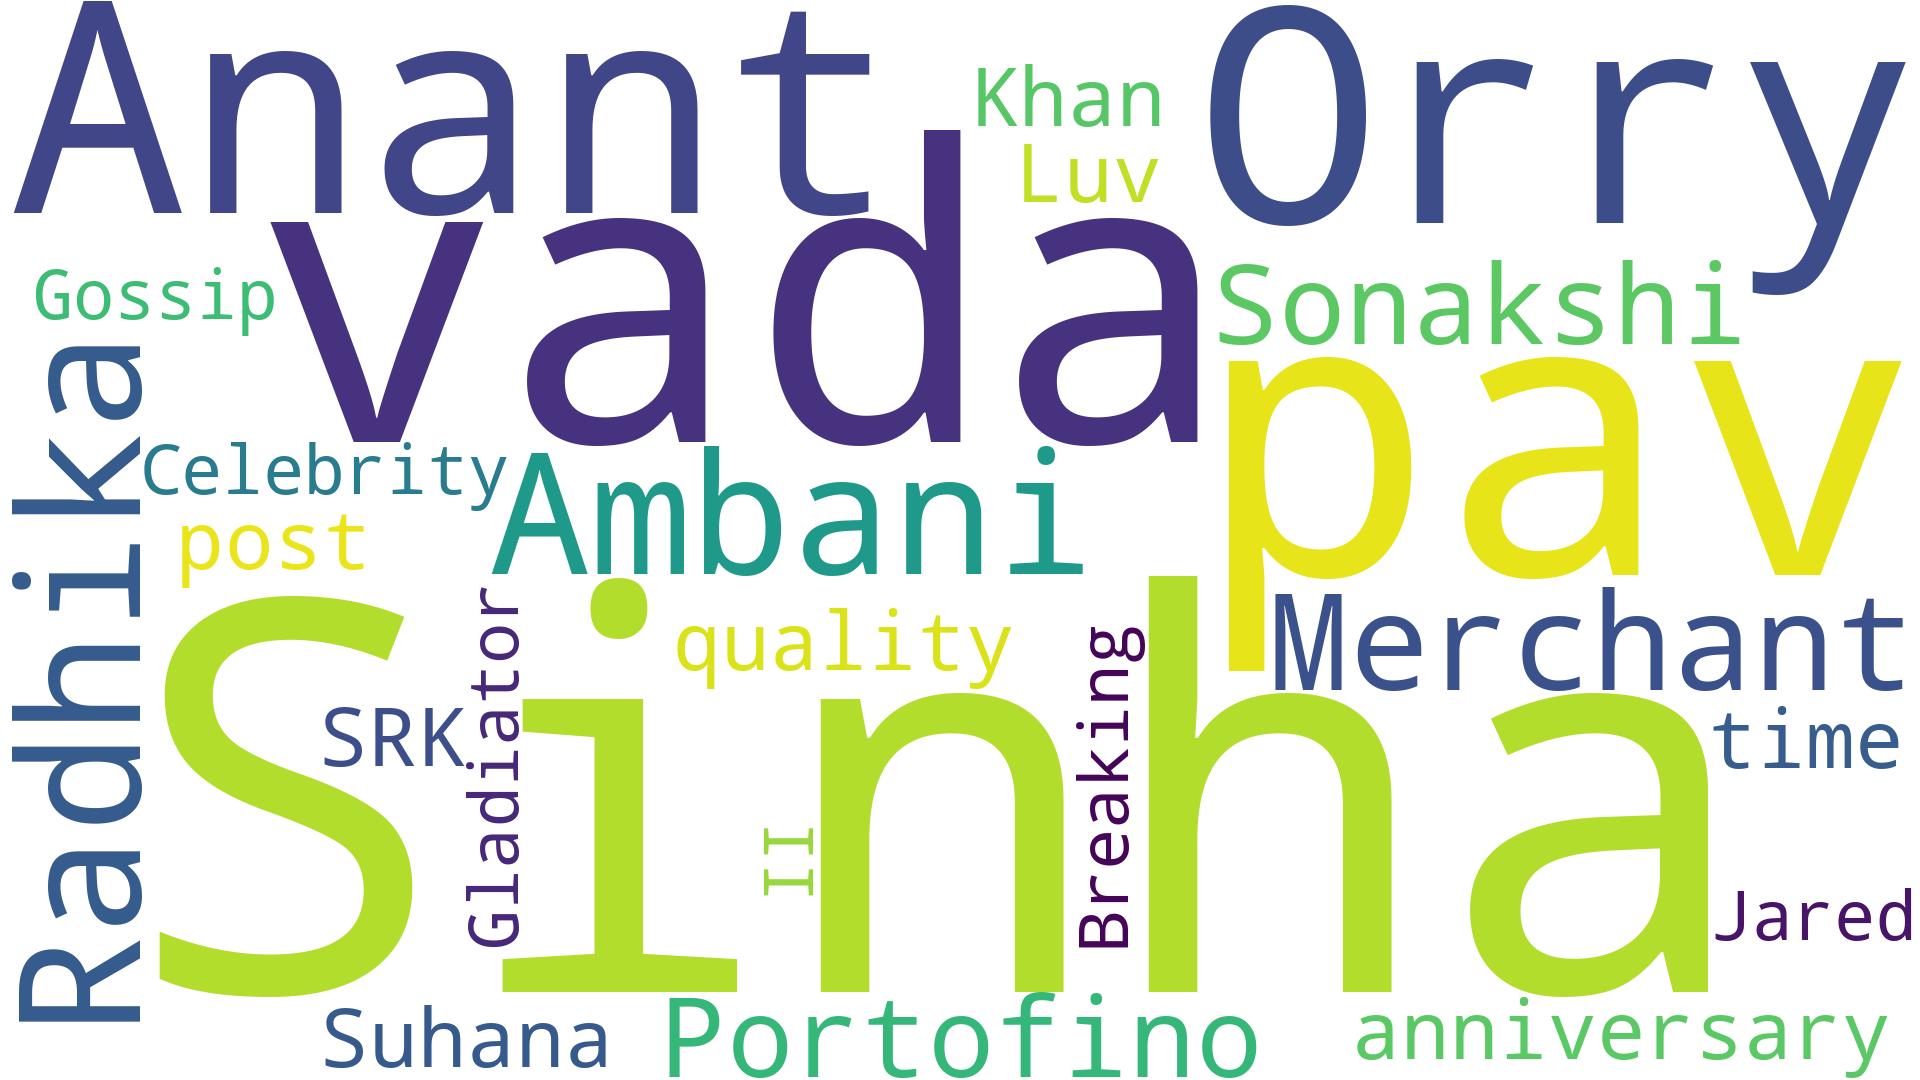 Anant
Orry
Khan
Luv
vada
Gossip
Sonakshi
pav
Radhika
Celebrity
Ambani
post
Sinha
quality
Merchant
Gladiator
Breaking
SRK
time
II
Jared
Suhana
Portofino
anniversary